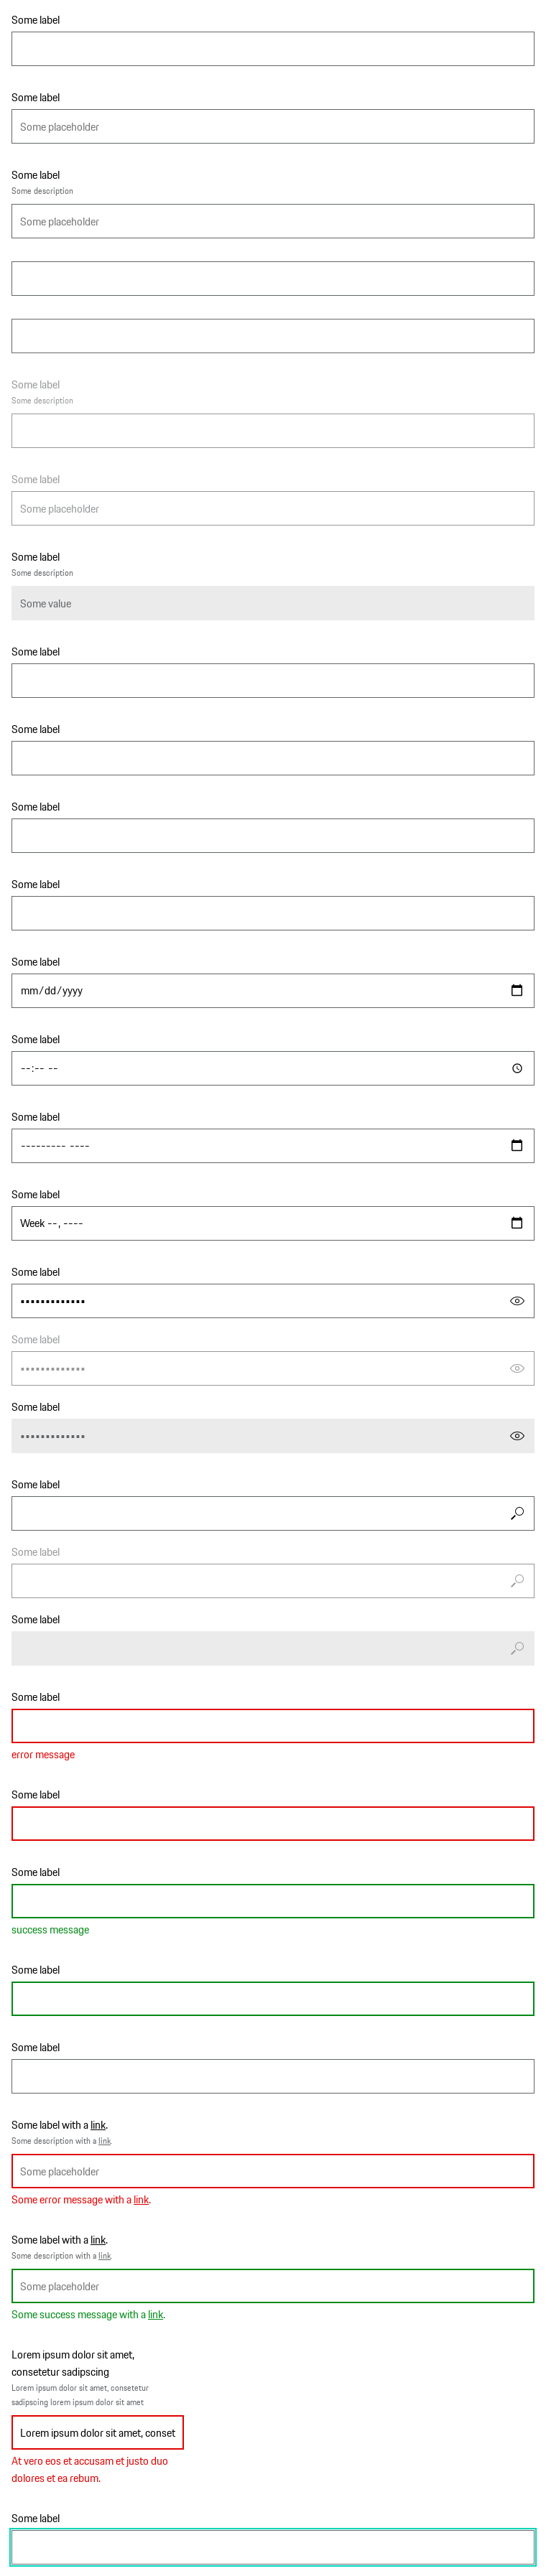 Some label
Some label
Some placeholder
Some label
Some description
Some placeholder
Some label
Some description
Some label
Some placeholder
Some label
Some description
Some value
Some label
Some label
Some label
Some label
Some label
mm/dd/yyyy
Some label
--:-- --
Some label
--------- ----
Some label
Week --, ----
Some label
•••••••••••••
Some label
•••••••••••••
Some label
•••••••••••••
Some label
Some label
Some label
Some label
error message
Some label
Some label
success message
Some label
Some label
Some label with a link.
Some description with a link.
Some placeholder
Some error message with a link.
Some label with a link.
Some description with a link.
Some placeholder
Some success message with a link.
Lorem ipsum dolor sit amet,
consetetur sadipscing
Lorem ipsum dolor sit amet, consetetur
sadipscing lorem ipsum dolor sit amet
Lorem ipsum dolor sit amet, conset
At vero eos et accusam et justo duo
dolores et ea rebum.
Some label